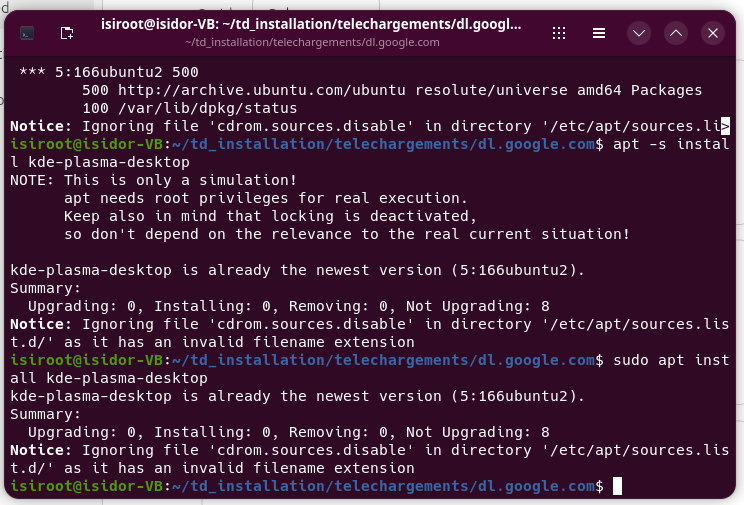 isiroot@isidor-VB: ~/td_installation/telechargements/dl.googl...
~/td_installation/telechargements/dl.google.com
*** 5:166ubuntu2 500
500 http://archive.ubuntu.com/ubuntu resolute/universe amd64 Packages
100 /var/lib/dpkg/status
Notice: Ignoring file 'cdrom.sources.disable' in directory '/etc/apt/sources.li>
isiroot@isidor-VB:~/td_installation/telechargements/dl.google.com$ apt -s instal
l kde-plasma-desktop
NOTE: This is only a simulation!
apt needs root privileges for real execution.
Keep also in mind that locking is deactivated,
so don't depend on the relevance to the real current situation!
kde-plasma-desktop is already the newest version (5:166ubuntu2).
Summary:
Upgrading: 0, Installing: 0, Removing: 0, Not Upgrading: 8
Notice: Ignoring file 'cdrom.sources.disable' in directory '/etc/apt/sources.lis
t.d/' as it has an invalid filename extension
isiroot@isidor-VB:~/td_installation/telechargements/dl.google.com$ sudo apt inst
all kde-plasma-desktop
kde-plasma-desktop is already the newest version (5:166ubuntu2).
Summary:
Upgrading: 0, Installing: 0, Removing: 0, Not Upgrading: 8
Notice: Ignoring file 'cdrom.sources.disable' in directory '/etc/apt/sources.lis
t.d/' as it has an invalid filename extension
isiroot@isidor-VB:~/td_installation/telechargements/dl.google.com$